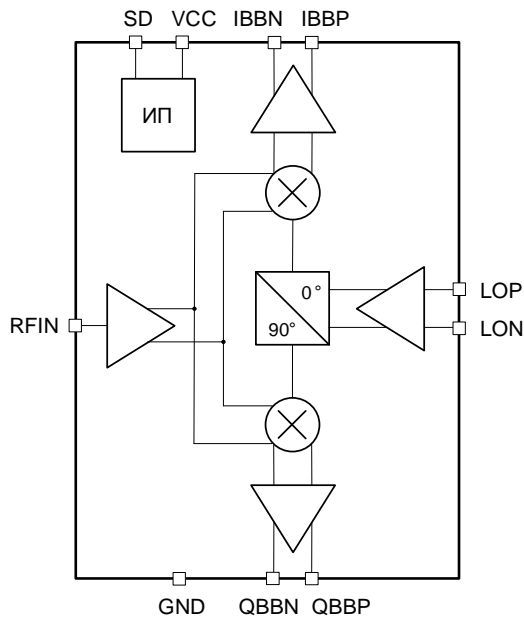 SD VCC IBBN IBBP
ИП
0°
90°
RFIN
LOP
LON
GND QBBN QBBP